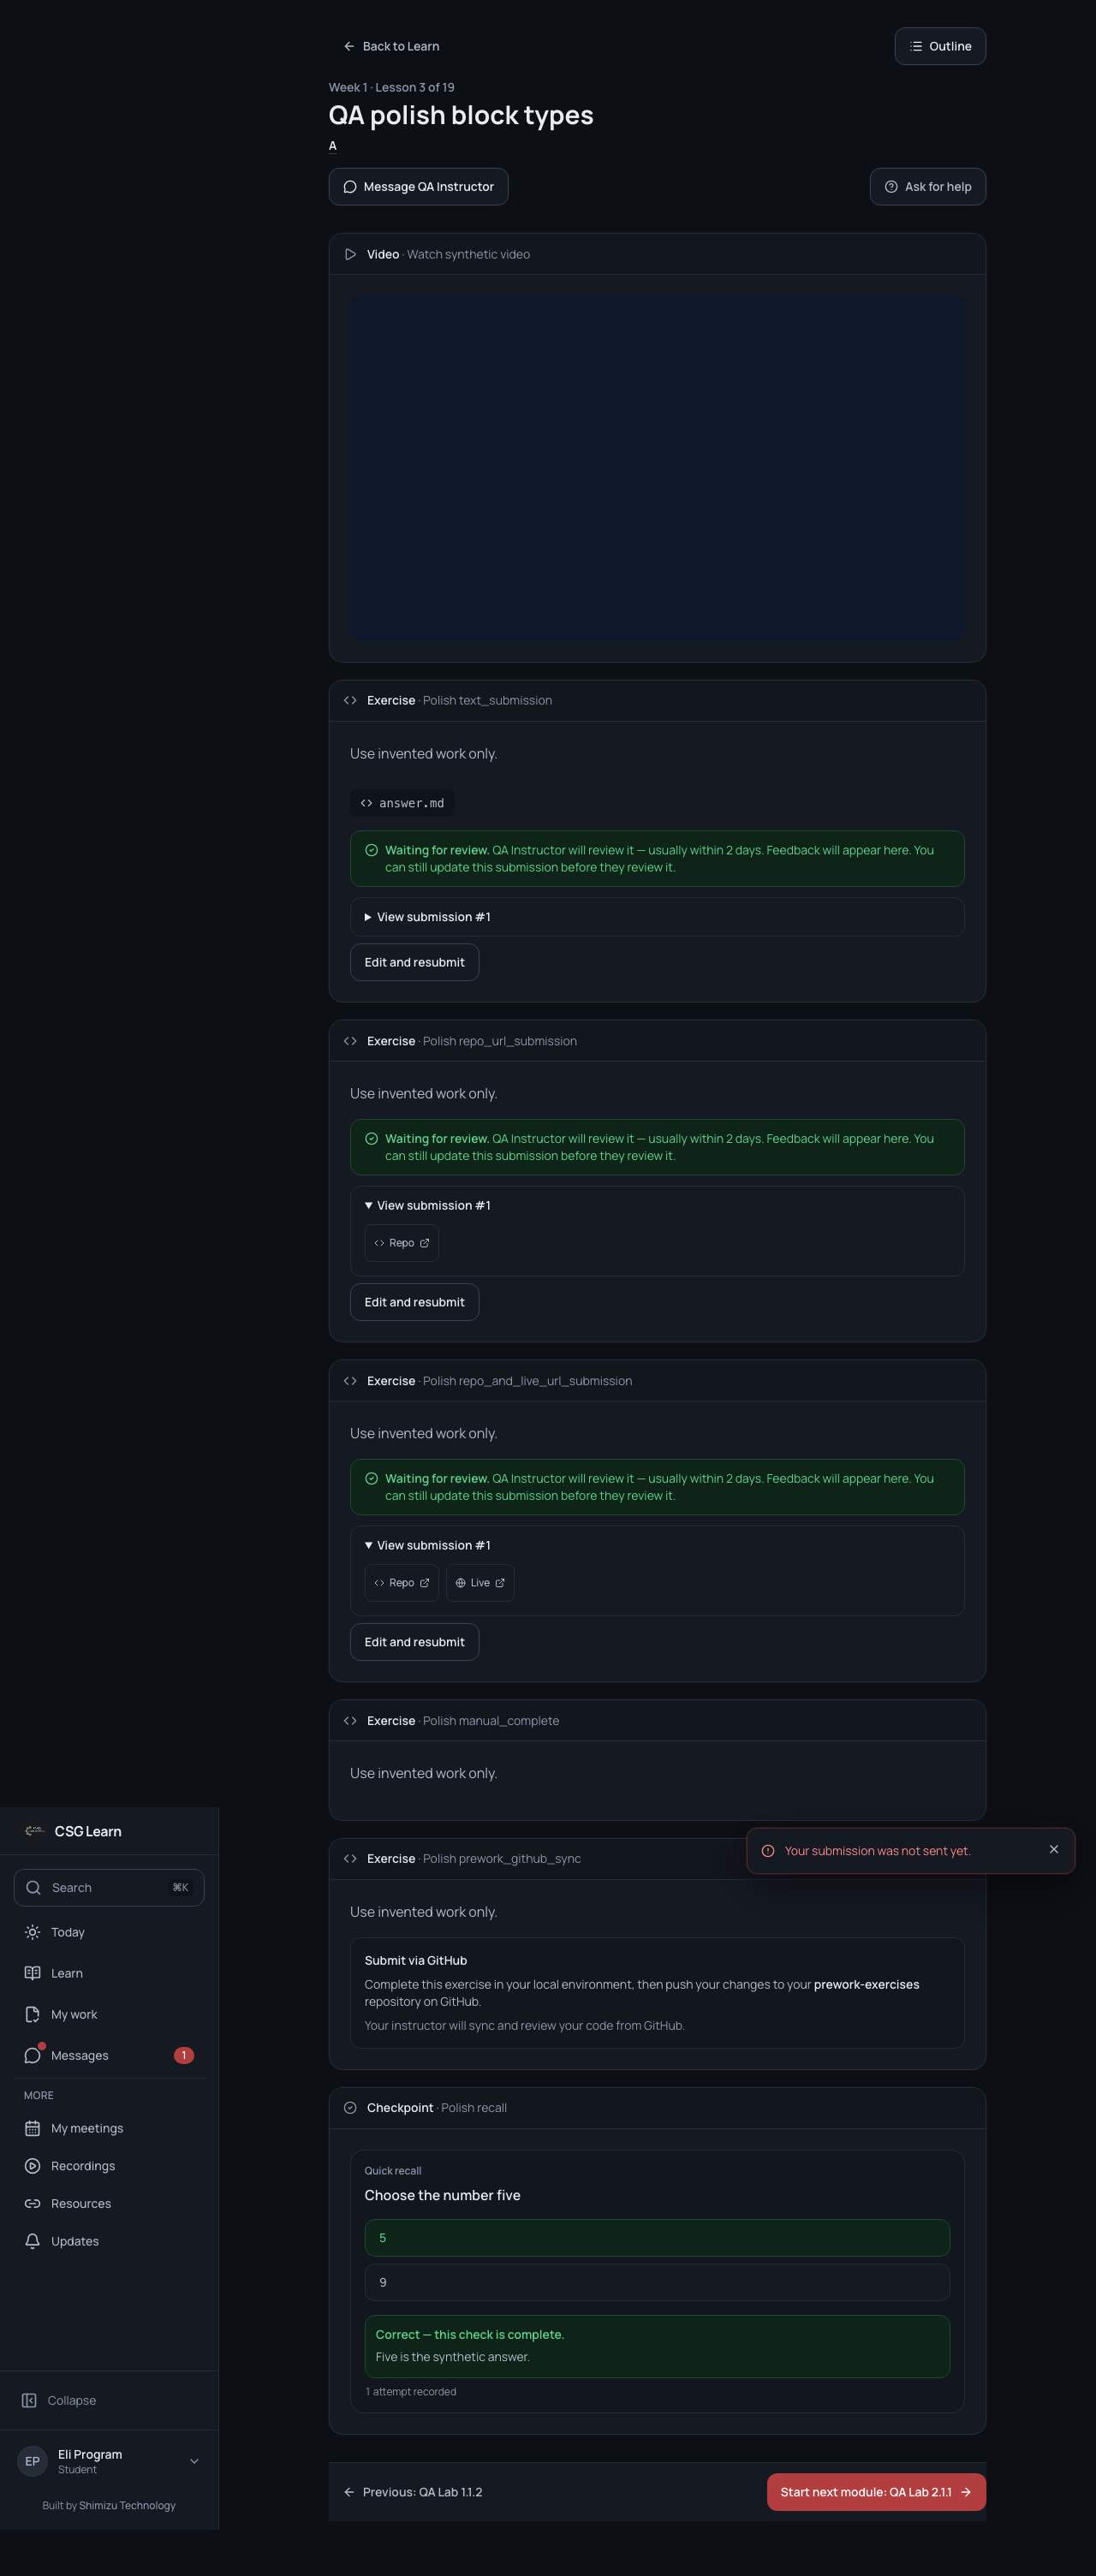 Back to Learn
Outline
Week 1 · Lesson 3 of 19
QA polish block types
A
Message QA Instructor
Ask for help
Video · Watch synthetic video
Exercise · Polish text_submission
Use invented work only.
answer.md
Waiting for review. QA Instructor will review it — usually within 2 days. Feedback will appear here. You
can still update this submission before they review it.
View submission #1
Edit and resubmit
Exercise · Polish repo_url_submission
Use invented work only.
Waiting for review. QA Instructor will review it — usually within 2 days. Feedback will appear here. You
can still update this submission before they review it.
View submission #1
Repo
Edit and resubmit
Exercise · Polish repo_and_live_url_submission
Use invented work only.
Waiting for review. QA Instructor will review it — usually within 2 days. Feedback will appear here. You
can still update this submission before they review it.
View submission #1
Repo
Live
Edit and resubmit
Exercise · Polish manual_complete
Use invented work only.
Exercise · Polish prework_github_sync
Your submission was not sent yet.
Use invented work only.
Submit via GitHub
Complete this exercise in your local environment, then push your changes to your prework-exercises
repository on GitHub.
Your instructor will sync and review your code from GitHub.
Checkpoint · Polish recall
Quick recall
Choose the number five
5
9
Correct — this check is complete.
Five is the synthetic answer.
1 attempt recorded
Previous: QA Lab 1.1.2
Start next module: QA Lab 2.1.1
CSG Learn
Search
⌘K
Today
Learn
My work
Messages
1
MORE
My meetings
Recordings
Resources
Updates
Collapse
EP
Eli Program
Student
Built by Shimizu Technology